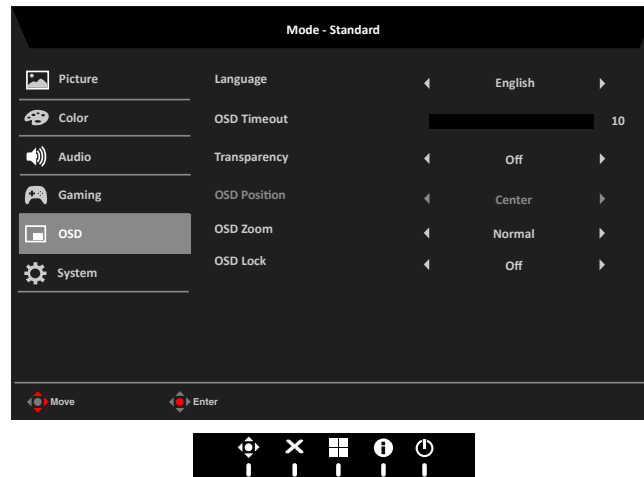 Mode - Standard
Picture
Color
Audio
Gaming
OSD
System
Language English
OSD Timeout 10
Transparency Off
OSD Position Center
OSD Zoom Normal
OSD Lock Off
Move Enter